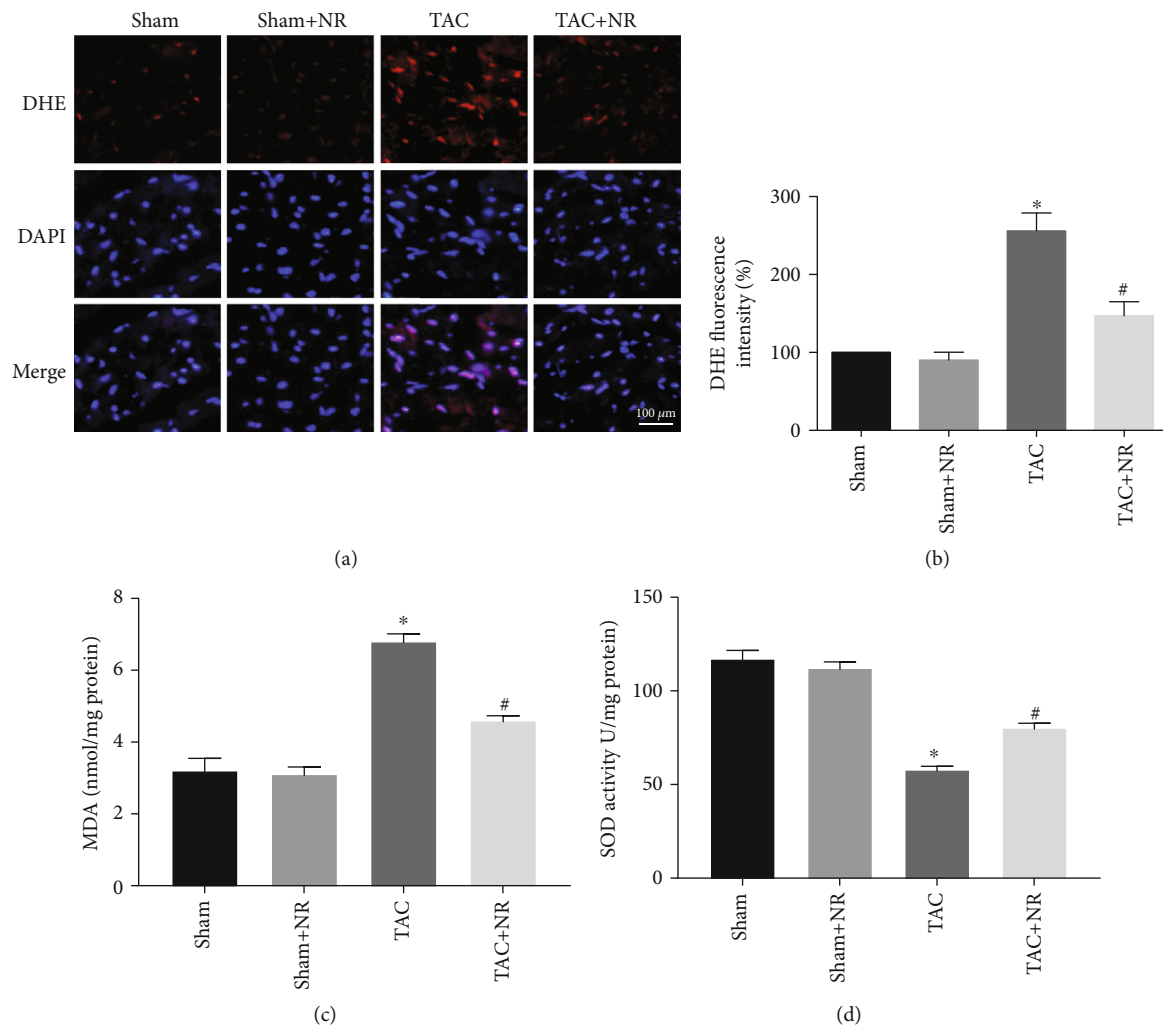 Sham Sham+NR TAC TAC+NR
DHE
DAPI
Merge
100 μm
(a)
DHE fluorescence
intensity (%)
300
200
100
0
*
#
Sham
Sham+NR
TAC
TAC+NR
(b)
MDA (nmol/mg protein)
8
6
4
2
0
*
#
Sham
Sham+NR
TAC
TAC+NR
(c)
SOD activity U/mg protein)
150
100
50
0
*
#
Sham
Sham+NR
TAC
TAC+NR
(d)